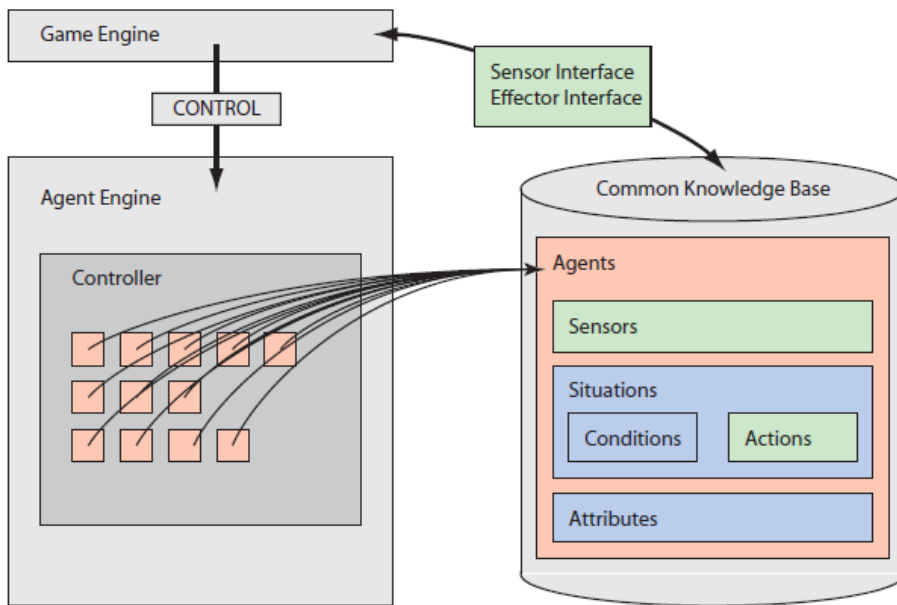 Game Engine
Sensor Interface
Effector Interface
CONTROL
Agent Engine
Common Knowledge Base
Controller
Agents
Sensors
Situations
Conditions
Actions
Attributes